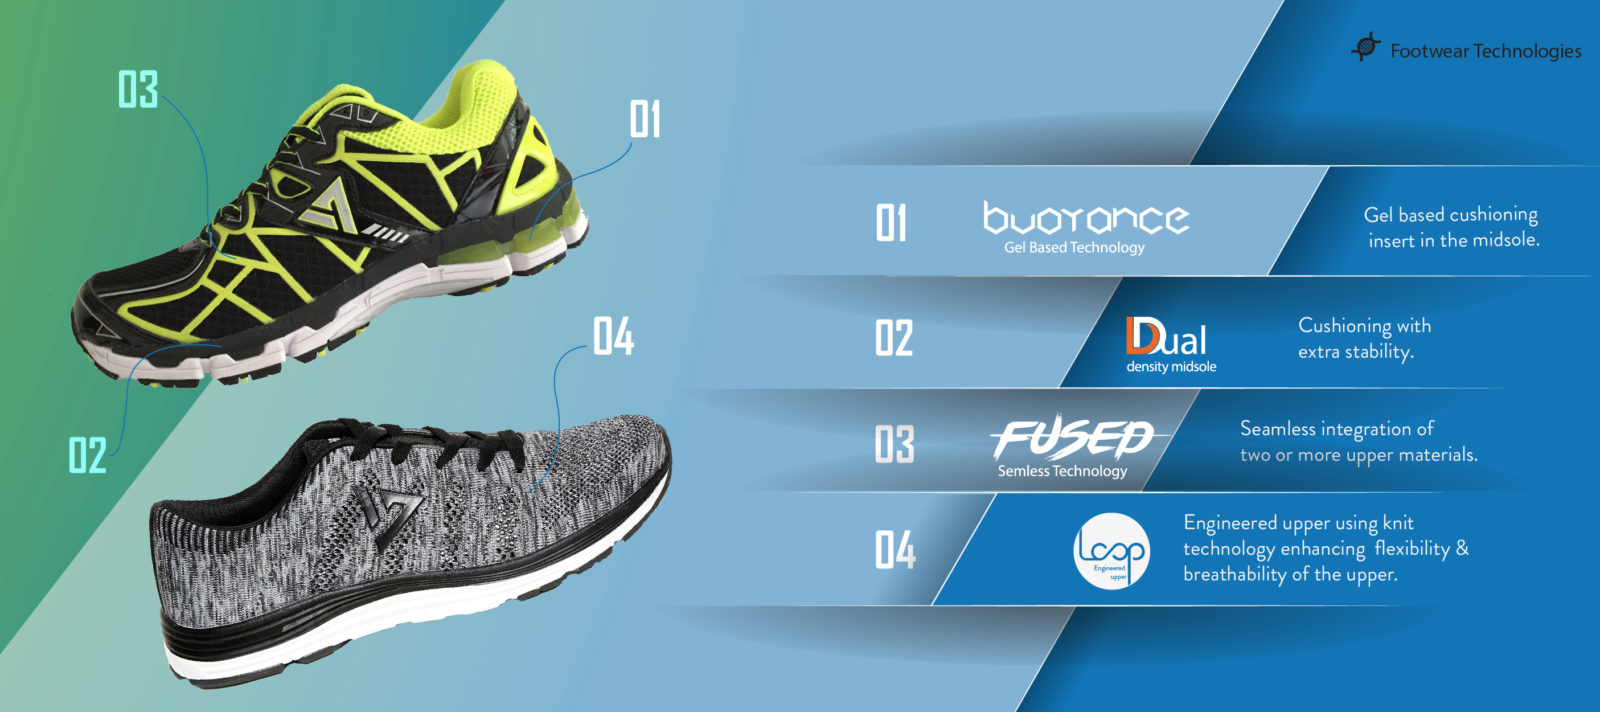 Footwear Technologies
03
01
02
04
01
buoyance
Gel Based Technology
Gel based cushioning
insert in the midsole.
02
Dual
density midsole
Cushioning with
extra stability.
03
FUSED
Semless Technology
Seamless integration of
two or more upper materials.
04
Loop
Engineered
upper
Engineered upper using knit
technology enhancing flexibility &
breathability of the upper.